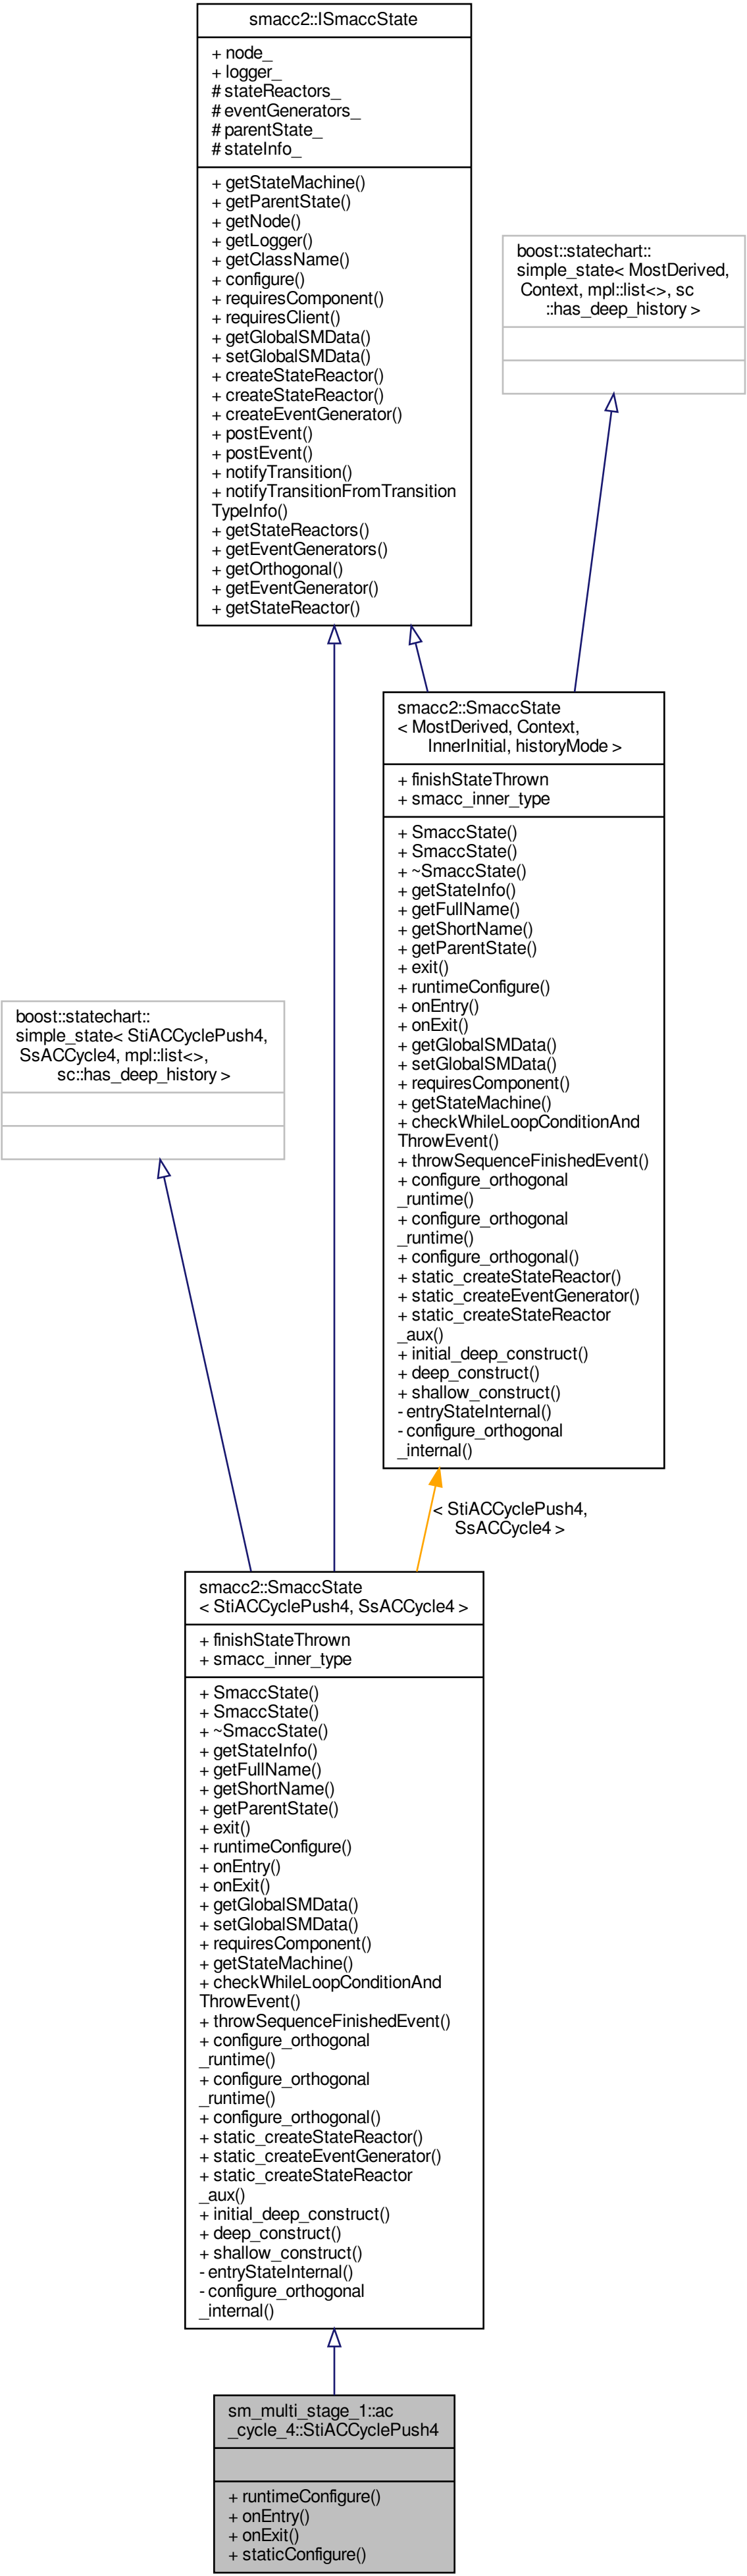 smacc2::ISmaccState
+ node_
+ logger_
# stateReactors_
# eventGenerators_
# parentState_
# stateInfo_
+ getStateMachine()
+ getParentState()
+ getNode()
+ getLogger()
+ getClassName()
+ configure()
+ requiresComponent()
+ requiresClient()
+ getGlobalSMData()
+ setGlobalSMData()
+ createStateReactor()
+ createStateReactor()
+ createEventGenerator()
+ postEvent()
+ postEvent()
+ notifyTransition()
+ notifyTransitionFromTransition
TypeInfo()
+ getStateReactors()
+ getEventGenerators()
+ getOrthogonal()
+ getEventGenerator()
+ getStateReactor()
boost::statechart::
simple_state< MostDerived,
Context, mpl::list<>, sc
::has_deep_history >
smacc2::SmaccState
< MostDerived, Context,
InnerInitial, historyMode >
+ finishStateThrown
+ smacc_inner_type
+ SmaccState()
+ SmaccState()
+ ~SmaccState()
+ getStateInfo()
+ getFullName()
+ getShortName()
+ getParentState()
+ exit()
+ runtimeConfigure()
+ onEntry()
+ onExit()
+ getGlobalSMData()
+ setGlobalSMData()
+ requiresComponent()
+ getStateMachine()
+ checkWhileLoopConditionAnd
ThrowEvent()
+ throwSequenceFinishedEvent()
+ configure_orthogonal
_runtime()
+ configure_orthogonal
_runtime()
+ configure_orthogonal()
+ static_createStateReactor()
+ static_createEventGenerator()
+ static_createStateReactor
_aux()
+ initial_deep_construct()
+ deep_construct()
+ shallow_construct()
- entryStateInternal()
- configure_orthogonal
_internal()
boost::statechart::
simple_state< StiACCyclePush4,
SsACCycle4, mpl::list<>,
sc::has_deep_history >
< StiACCyclePush4,
SsACCycle4 >
smacc2::SmaccState
< StiACCyclePush4, SsACCycle4 >
+ finishStateThrown
+ smacc_inner_type
+ SmaccState()
+ SmaccState()
+ ~SmaccState()
+ getStateInfo()
+ getFullName()
+ getShortName()
+ getParentState()
+ exit()
+ runtimeConfigure()
+ onEntry()
+ onExit()
+ getGlobalSMData()
+ setGlobalSMData()
+ requiresComponent()
+ getStateMachine()
+ checkWhileLoopConditionAnd
ThrowEvent()
+ throwSequenceFinishedEvent()
+ configure_orthogonal
_runtime()
+ configure_orthogonal
_runtime()
+ configure_orthogonal()
+ static_createStateReactor()
+ static_createEventGenerator()
+ static_createStateReactor
_aux()
+ initial_deep_construct()
+ deep_construct()
+ shallow_construct()
- entryStateInternal()
- configure_orthogonal
_internal()
sm_multi_stage_1::ac
_cycle_4::StiACCyclePush4
+ runtimeConfigure()
+ onEntry()
+ onExit()
+ staticConfigure()